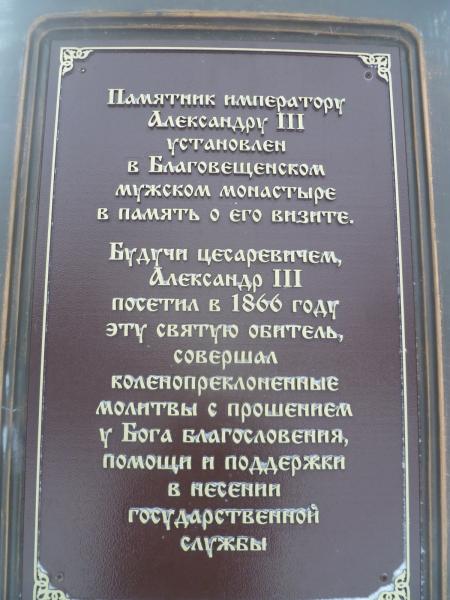 Памятник императору
Александру III
установлен
в Благовещенском
мужском монастыре
в память о его визите.
Будучи цесаревичем,
Александр III
посетил в 1866 году
эту святую обитель,
совершал
коленопреклоненные
молитвы с прошением
у Бога благословения,
помощи и поддержки
в несении
государственной
службы